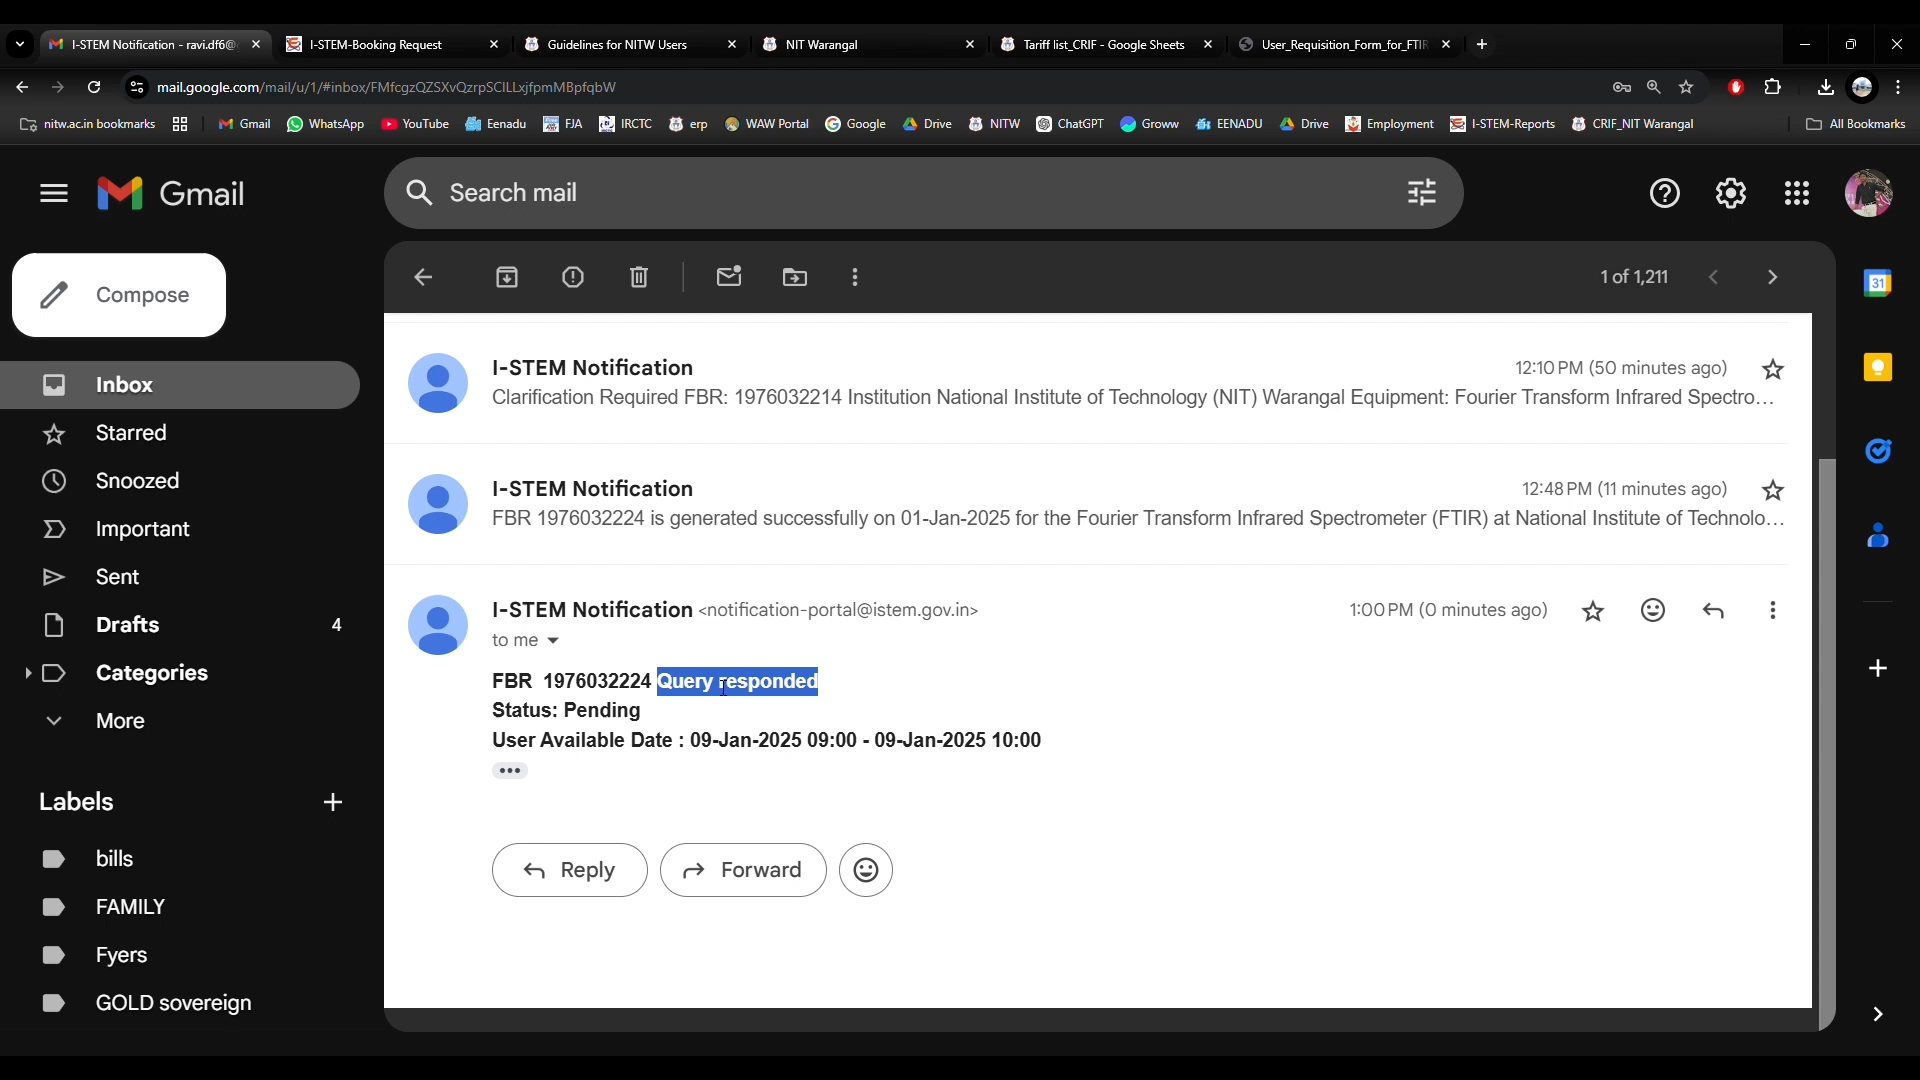 I-STEM Notification - ravi.df6@
I-STEM-Booking Request
Guidelines for NITW Users
NIT Warangal
Tariff list_CRIF - Google Sheets
User_Requisition_Form_for_FTIR
mail.google.com/mail/u/1/#inbox/FMfcgzQZSXvQzrpSCILLxjfpmMBpfqbW
nitw.ac.in bookmarks
Gmail
WhatsApp
YouTube
Eenadu
FJA
IRCTC
erp
WAW Portal
Google
Drive
NITW
ChatGPT
Groww
EENADU
Drive
Employment
I-STEM-Reports
CRIF_NIT Warangal
All Bookmarks
Gmail
Search mail
Compose
1 of 1,211
31
Inbox
Starred
Snoozed
Important
Sent
Drafts 4
Categories
More
Labels
bills
FAMILY
Fyers
GOLD sovereign
I-STEM Notification 12:10 PM (50 minutes ago)
Clarification Required FBR: 1976032214 Institution National Institute of Technology (NIT) Warangal Equipment: Fourier Transform Infrared Spectro...
I-STEM Notification 12:48 PM (11 minutes ago)
FBR 1976032224 is generated successfully on 01-Jan-2025 for the Fourier Transform Infrared Spectrometer (FTIR) at National Institute of Technolo...
I-STEM Notification <notification-portal@istem.gov.in> 1:00 PM (0 minutes ago)
to me
FBR 1976032224 Query responded
Status: Pending
User Available Date : 09-Jan-2025 09:00 - 09-Jan-2025 10:00
Reply
Forward